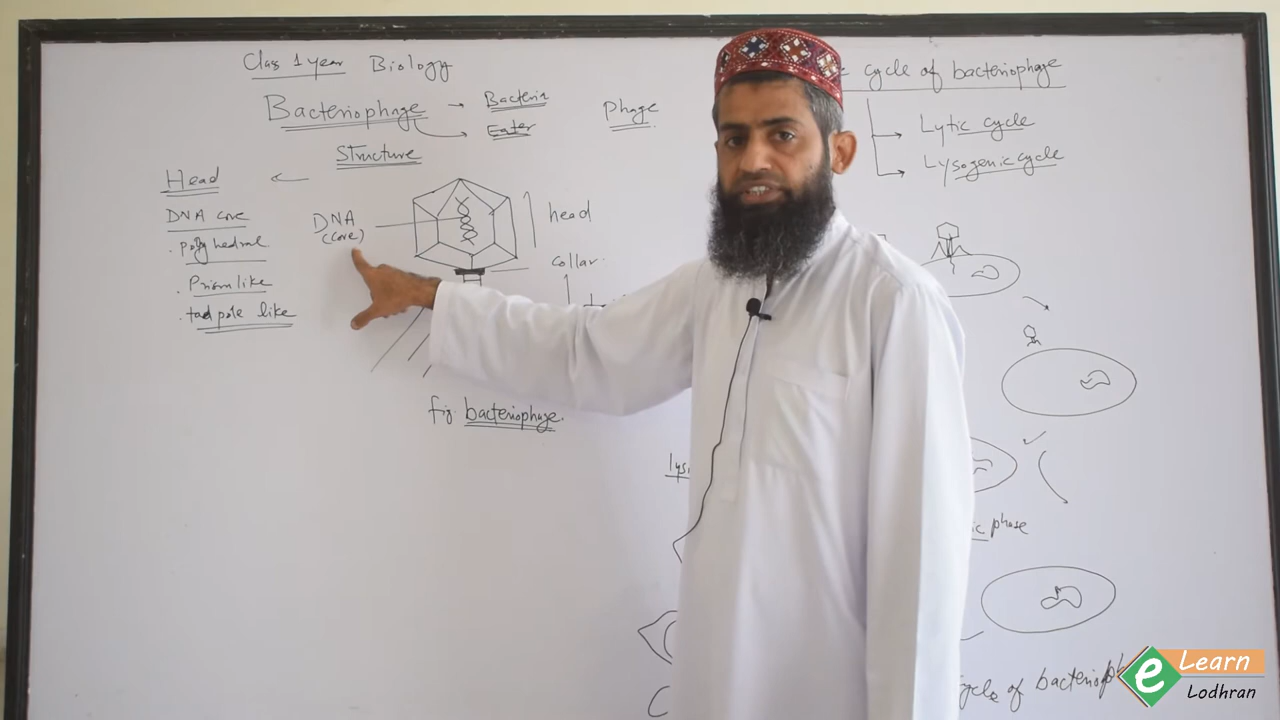 Class 1 year Biology
Bacteriophage → Bacteria
Eater
Phage
Structure
Head
DNA core
. polyhedral
. Prism like
. tadpole like
DNA
(core)
head
collar
fig bacteriophage.
cycle of bacteriophage
Lytic cycle
Lysogenic cycle
phase
of
e Learn
Lodhran